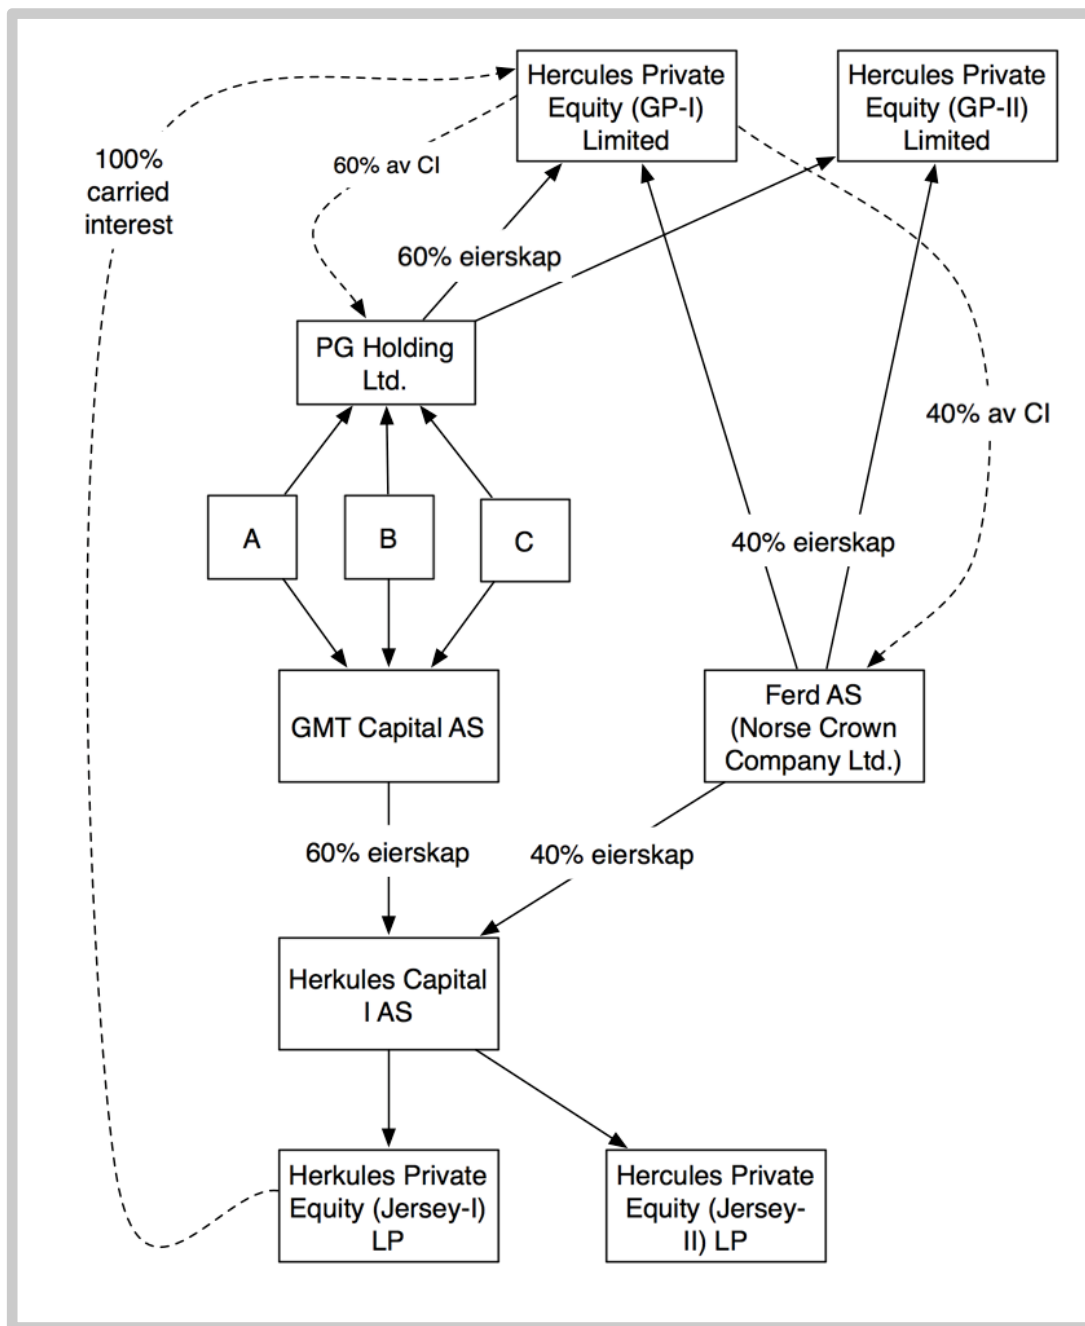 Hercules Private
Equity (GP-I)
Limited
Hercules Private
Equity (GP-II)
Limited
100%
carried
interest
60% av CI
60% eierskap
PG Holding
Ltd.
40% av CI
A
B
C
40% eierskap
GMT Capital AS
Ferd AS
(Norse Crown
Company Ltd.)
60% eierskap
40% eierskap
Herkules Capital
I AS
Herkules Private
Equity (Jersey-I)
LP
Hercules Private
Equity (Jersey-
II) LP